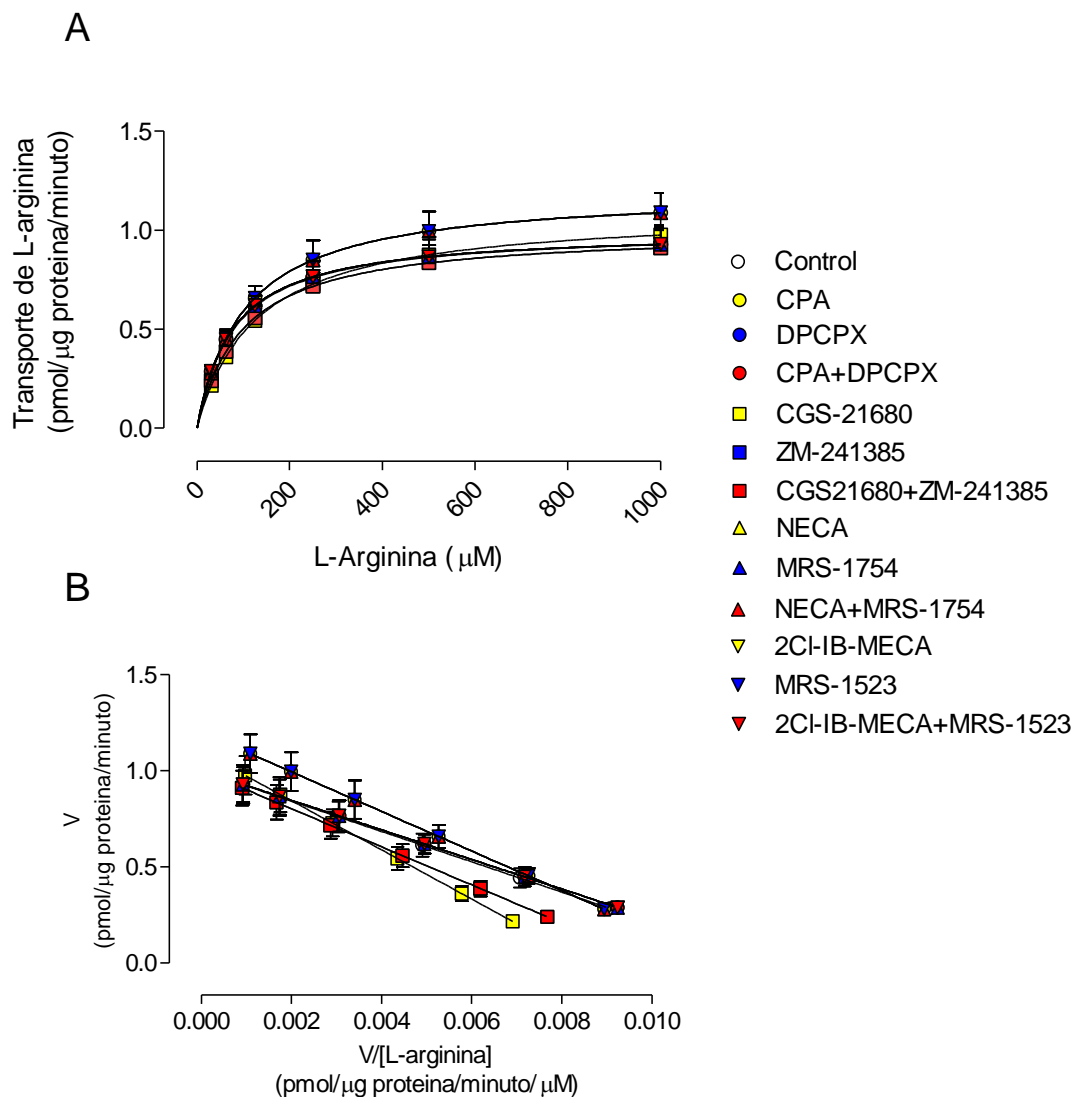 A
Transporte de L-arginina
(pmol/μg proteina/minuto)
1.5
1.0
0.5
0.0
0
200
400
600
800
1000
L-Arginina ( μM)
Control
CPA
DPCPX
CPA+DPCPX
CGS-21680
ZM-241385
CGS21680+ZM-241385
NECA
MRS-1754
NECA+MRS-1754
2Cl-IB-MECA
MRS-1523
2Cl-IB-MECA+MRS-1523
B
V
(pmol/μg proteina/minuto)
1.5
1.0
0.5
0.0
0.000
0.002
0.004
0.006
0.008
0.010
V/[L-arginina]
(pmol/μg proteina/minuto/ μM)